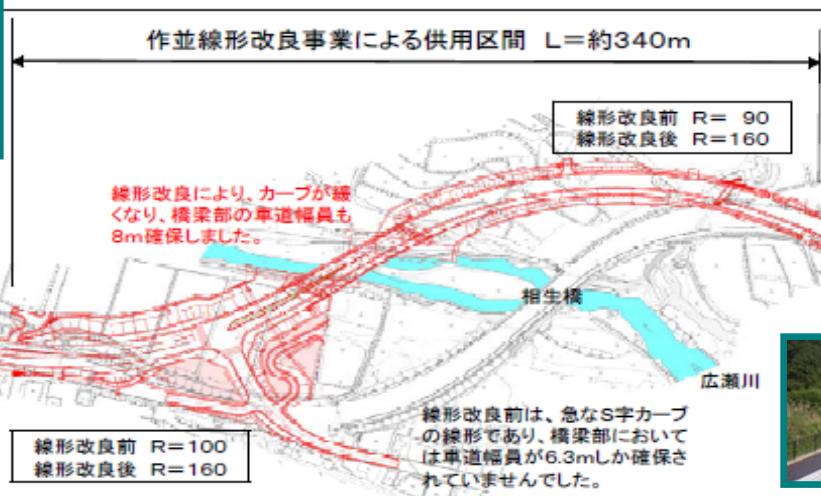 作並線形改良事業による供用区間 L=約340m
線形改良前 R= 90
線形改良後 R=160
線形改良により、カーブが緩
くなり、橋梁部の車道幅員も
8m確保しました。
相生橋
広瀬川
線形改良前は、急なS字カーブ
の線形であり、橋梁部において
は車道幅員が6.3mしか確保さ
れていませんでした。
線形改良前 R=100
線形改良後 R=160